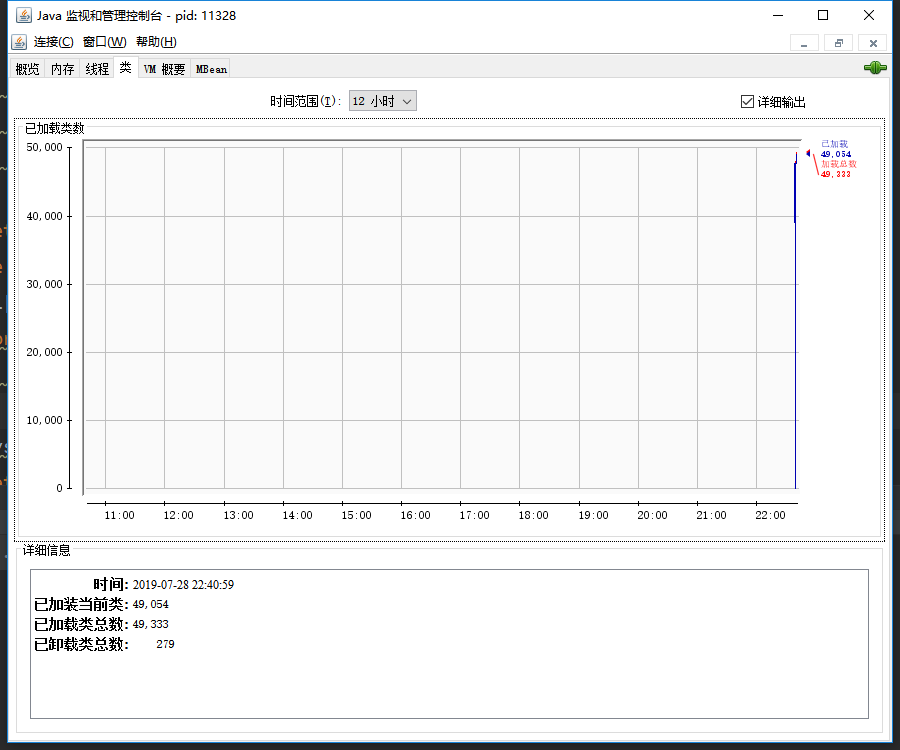 Java 监视和管理控制台 - pid: 11328
连接(C) 窗口(W) 帮助(H)
概览 内存 线程 类 VM 概要 MBean
时间范围(T): 12 小时 详细输出
已加载类数
50,000
40,000
30,000
20,000
10,000
0
已加载
49,054
加载总数
49,333
11:00 12:00 13:00 14:00 15:00 16:00 17:00 18:00 19:00 20:00 21:00 22:00
详细信息
时间: 2019-07-28 22:40:59
已加装当前类: 49,054
已加载类总数: 49,333
已卸载类总数: 279